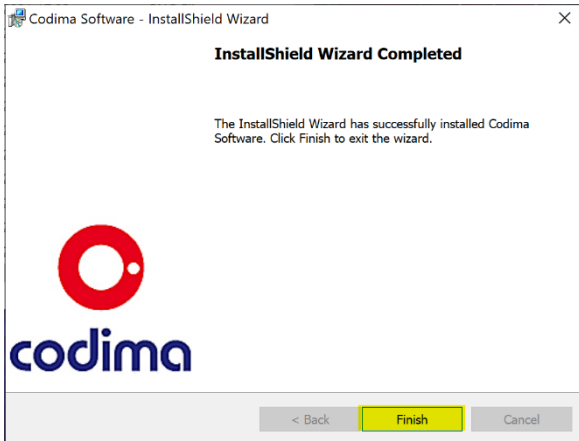 Codima Software - InstallShield Wizard
InstallShield Wizard Completed
The InstallShield Wizard has successfully installed Codima
Software. Click Finish to exit the wizard.
codima
< Back
Finish
Cancel